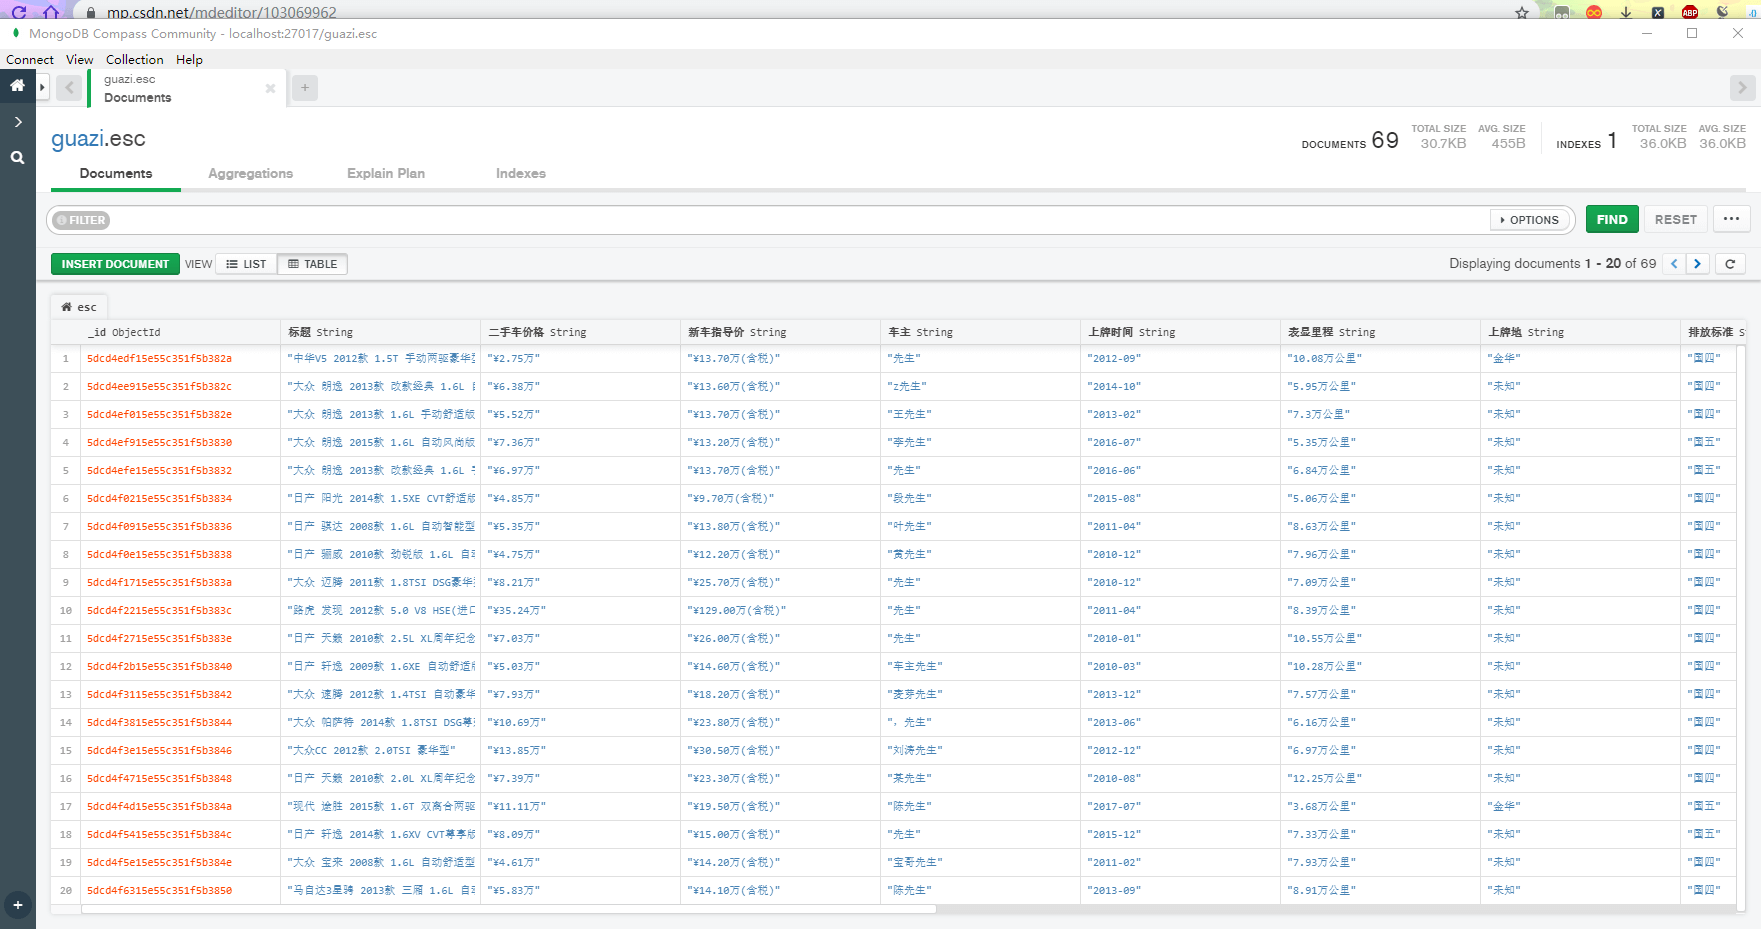 mp.csdn.net/mdeditor/103069962
MongoDB Compass Community - localhost:27017/guazi.esc
Connect View Collection Help
guazi.esc
Documents
guazi.esc
DOCUMENTS 69 TOTAL SIZE 30.7KB AVG. SIZE 455B INDEXES 1 TOTAL SIZE 36.0KB AVG. SIZE 36.0KB
Documents Aggregations Explain Plan Indexes
FILTER OPTIONS FIND RESET ...
INSERT DOCUMENT VIEW LIST TABLE Displaying documents 1 - 20 of 69
esc
_id ObjectId 标题 String 二手车价格 String 新车指导价 String 车主 String 上牌时间 String 表显里程 String 上牌地 String 排放标准
1 5dcd4edf15e55c351f5b382a "中华V5 2012款 1.5T 手动两驱豪华型 "¥2.75万" "¥13.70万(含税)" "先生" "2012-09" "10.08万公里" "金华" "国四"
2 5dcd4ee915e55c351f5b382c "大众 朗逸 2013款 改款经典 1.6L "¥6.38万" "¥13.60万(含税)" "z先生" "2014-10" "5.95万公里" "未知" "国四"
3 5dcd4ef015e55c351f5b382e "大众 朗逸 2013款 1.6L 手动舒适版 "¥5.52万" "¥13.70万(含税)" "王先生" "2013-02" "7.3万公里" "未知" "国四"
4 5dcd4ef915e55c351f5b3830 "大众 朗逸 2015款 1.6L 自动风尚版 "¥7.36万" "¥13.20万(含税)" "李先生" "2016-07" "5.35万公里" "未知" "国五"
5 5dcd4efe15e55c351f5b3832 "大众 朗逸 2013款 改款经典 1.6L "¥6.97万" "¥13.70万(含税)" "先生" "2016-06" "6.84万公里" "未知" "国五"
6 5dcd4f0215e55c351f5b3834 "日产 阳光 2014款 1.5XE CVT舒适版 "¥4.85万" "¥9.70万(含税)" "段先生" "2015-08" "5.06万公里" "未知" "国四"
7 5dcd4f0915e55c351f5b3836 "日产 骐达 2008款 1.6L 自动智能型 "¥5.35万" "¥13.80万(含税)" "叶先生" "2011-04" "8.63万公里" "未知" "国四"
8 5dcd4f0e15e55c351f5b3838 "日产 骊威 2010款 劲锐版 1.6L 自动 "¥4.75万" "¥12.20万(含税)" "黄先生" "2010-12" "7.96万公里" "未知" "国四"
9 5dcd4f1715e55c351f5b383a "大众 迈腾 2011款 1.8TSI DSG豪华型 "¥8.21万" "¥25.70万(含税)" "先生" "2010-12" "7.09万公里" "未知" "国四"
10 5dcd4f2215e55c351f5b383c "路虎 发现 2012款 5.0 V8 HSE(进口 "¥35.24万" "¥129.00万(含税)" "先生" "2011-04" "8.39万公里" "未知" "国四"
11 5dcd4f2715e55c351f5b383e "日产 天籁 2010款 2.5L XL周年纪念 "¥7.03万" "¥26.00万(含税)" "先生" "2010-01" "10.55万公里" "未知" "国四"
12 5dcd4f2b15e55c351f5b3840 "日产 轩逸 2009款 1.6XE 自动舒适版 "¥5.03万" "¥14.60万(含税)" "车主先生" "2010-03" "10.28万公里" "未知" "国四"
13 5dcd4f3115e55c351f5b3842 "大众 速腾 2012款 1.4TSI 自动豪华 "¥7.93万" "¥18.20万(含税)" "麦芽先生" "2013-12" "7.57万公里" "未知" "国四"
14 5dcd4f3815e55c351f5b3844 "大众 帕萨特 2014款 1.8TSI DSG尊 "¥10.69万" "¥23.80万(含税)" "，先生" "2013-06" "6.16万公里" "未知" "国四"
15 5dcd4f3e15e55c351f5b3846 "大众CC 2012款 2.0TSI 豪华型" "¥13.85万" "¥30.50万(含税)" "刘涛先生" "2012-12" "6.97万公里" "未知" "国四"
16 5dcd4f4715e55c351f5b3848 "日产 天籁 2010款 2.0L XL周年纪念 "¥7.39万" "¥23.30万(含税)" "某先生" "2010-08" "12.25万公里" "未知" "国四"
17 5dcd4f4d15e55c351f5b384a "现代 途胜 2015款 1.6T 双离合两驱 "¥11.11万" "¥19.50万(含税)" "陈先生" "2017-07" "3.68万公里" "金华" "国五"
18 5dcd4f5415e55c351f5b384c "日产 轩逸 2014款 1.6XV CVT尊享版 "¥8.09万" "¥15.00万(含税)" "先生" "2015-12" "7.33万公里" "未知" "国五"
19 5dcd4f5e15e55c351f5b384e "大众 宝来 2008款 1.6L 自动舒适型 "¥4.61万" "¥14.20万(含税)" "宝哥先生" "2011-02" "7.93万公里" "未知" "国四"
20 5dcd4f6315e55c351f5b3850 "马自达3星骋 2013款 三厢 1.6L 自动 "¥5.83万" "¥14.10万(含税)" "陈先生" "2013-09" "8.91万公里" "未知" "国四"